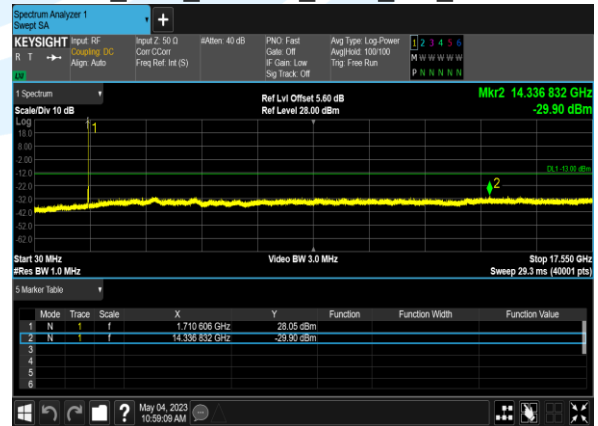 Spectrum Analyzer 1
Swept SA
KEYSIGHT
R T
LW
Input: RF
Coupling: DC
Align: Auto
Input Z: 50 Ω
Corr CCorr
Freq Ref: Int (S)
#Atten: 40 dB
PNO: Fast
Gate: Off
IF Gain: Low
Sig Track: Off
Avg Type: Log-Power
Avg|Hold: 100/100
Trig: Free Run
1 2 3 4 5 6
M W W W W W
P N N N N N
1 Spectrum
Scale/Div 10 dB
Log
Ref Lvl Offset 5.60 dB
Ref Level 28.00 dBm
Mkr2 14.336 832 GHz
-29.90 dBm
1
18.0
8.00
-2.00
-12.0
DL1 -13.00 dBm
-22.0
2
-32.0
-42.0
-52.0
-62.0
Start 30 MHz
#Res BW 1.0 MHz
Video BW 3.0 MHz
Stop 17.550 GHz
Sweep 29.3 ms (40001 pts)
5 Marker Table
Mode Trace Scale X Y Function Function Width Function Value
1 N 1 f 1.710 606 GHz 28.05 dBm
2 N 1 f 14.336 832 GHz -29.90 dBm
3
4
5
6
?
May 04, 2023
10:59:09 AM